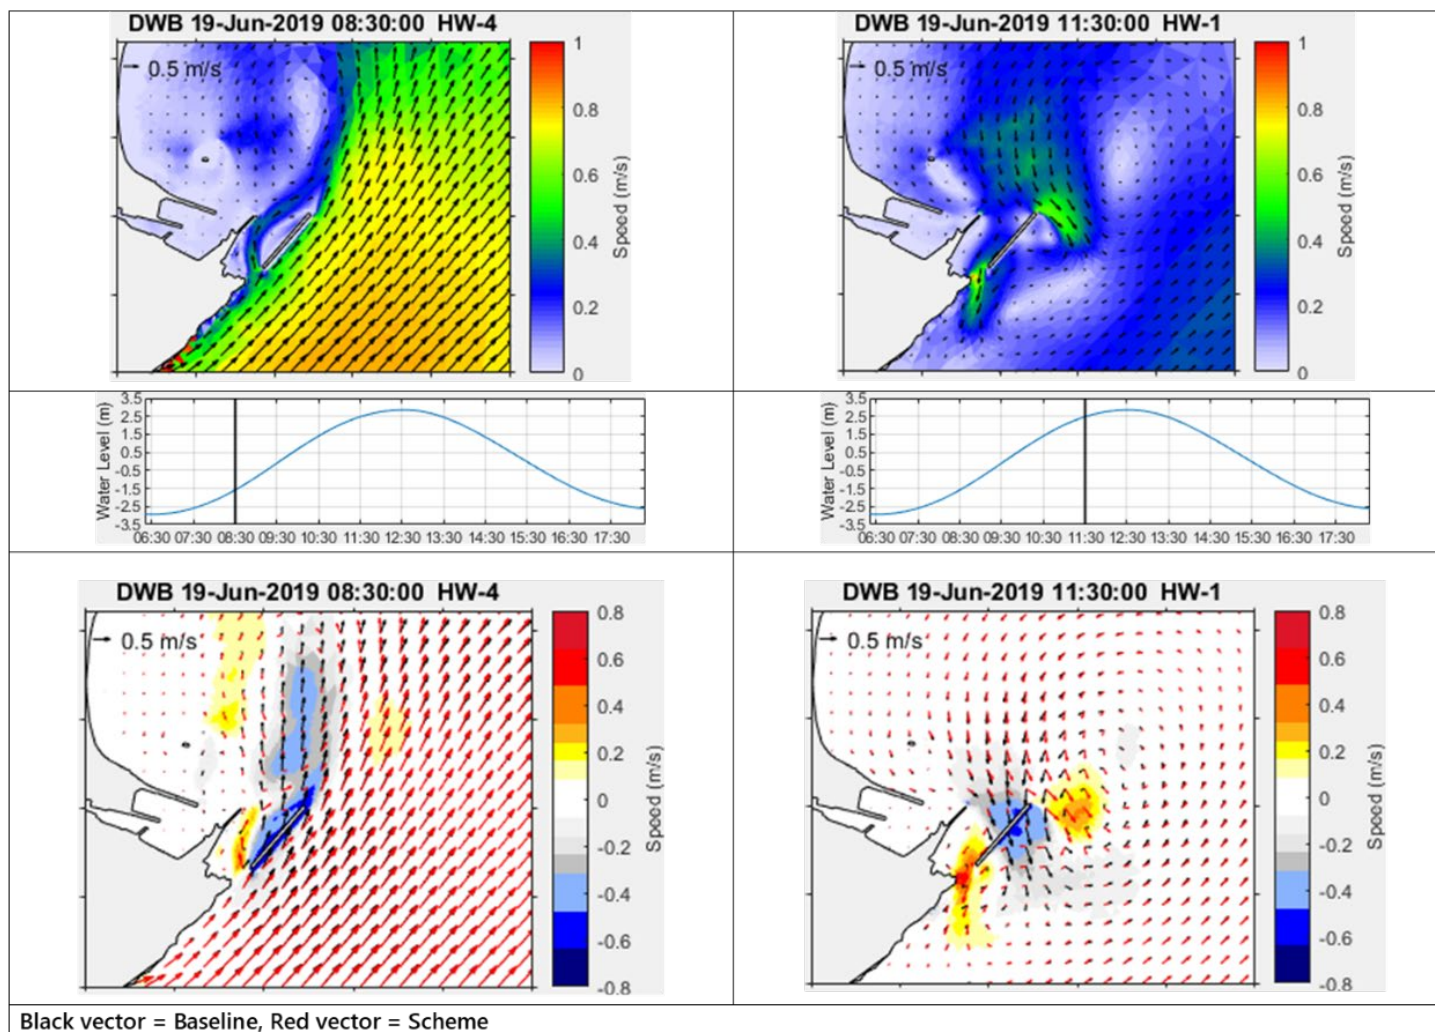 DWB 19-Jun-2019 08:30:00 HW-4
0.5 m/s
1
0.8
0.6
0.4
0.2
0
Speed (m/s)
DWB 19-Jun-2019 11:30:00 HW-1
0.5 m/s
1
0.8
0.6
0.4
0.2
0
Speed (m/s)
Water Level (m)
3.5
2.5
1.5
0.5
-0.5
-1.5
-2.5
-3.5
06:30 07:30 08:30 09:30 10:30 11:30 12:30 13:30 14:30 15:30 16:30 17:30
Water Level (m)
3.5
2.5
1.5
0.5
-0.5
-1.5
-2.5
-3.5
06:30 07:30 08:30 09:30 10:30 11:30 12:30 13:30 14:30 15:30 16:30 17:30
DWB 19-Jun-2019 08:30:00 HW-4
0.5 m/s
0.8
0.6
0.4
0.2
0
-0.2
-0.4
-0.6
-0.8
Speed (m/s)
DWB 19-Jun-2019 11:30:00 HW-1
0.5 m/s
0.8
0.6
0.4
0.2
0
-0.2
-0.4
-0.6
-0.8
Speed (m/s)
Black vector = Baseline, Red vector = Scheme